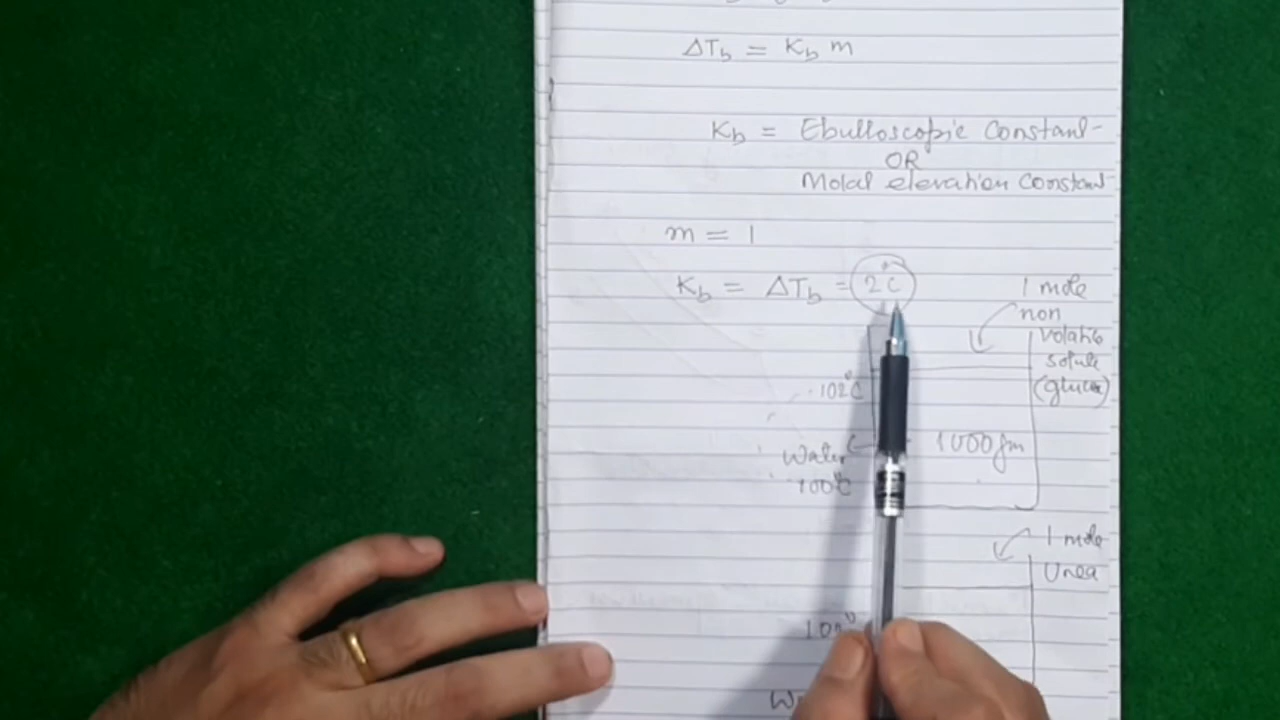 ΔTb = Kb m
Kb = Ebulloscopic Constant
OR
Molal elevation Constant
m = 1
Kb = ΔTb = 2°C
1 mole
non
volatile
solute
(glucose)
102°C
Water
1000 gm
100°C
1 mole
Urea